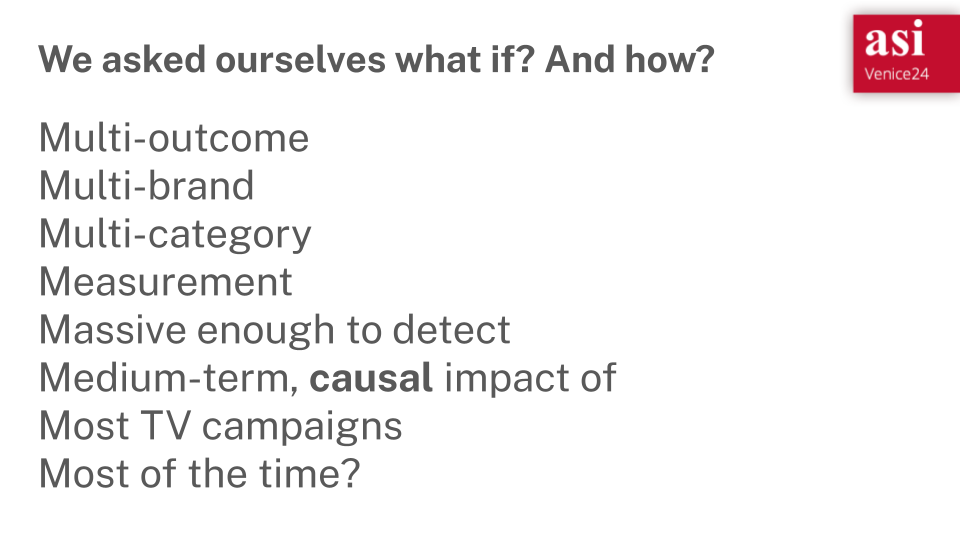 We asked ourselves what if? And how?
asi
Venice24
Multi-outcome
Multi-brand
Multi-category
Measurement
Massive enough to detect
Medium-term, causal impact of
Most TV campaigns
Most of the time?